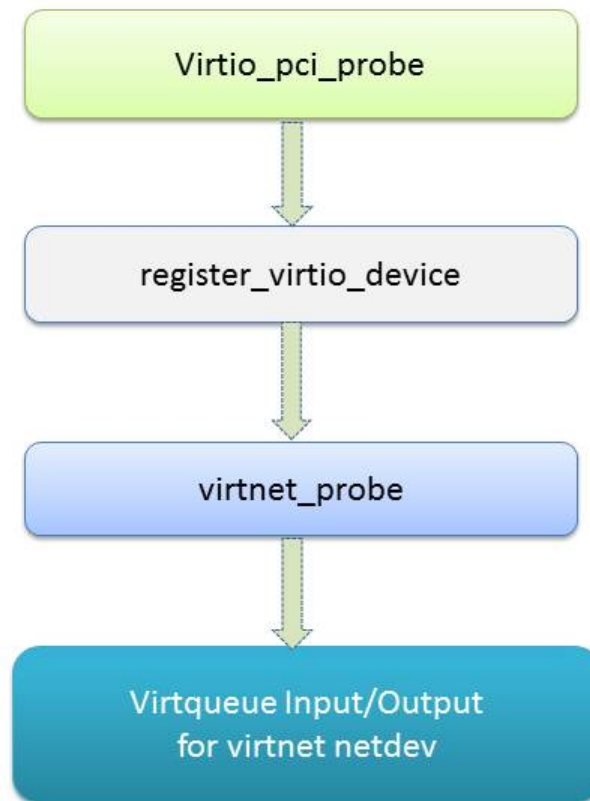 Virtio_pci_probe
register_virtio_device
virtnet_probe
Virtqueue Input/Output
for virtnet netdev